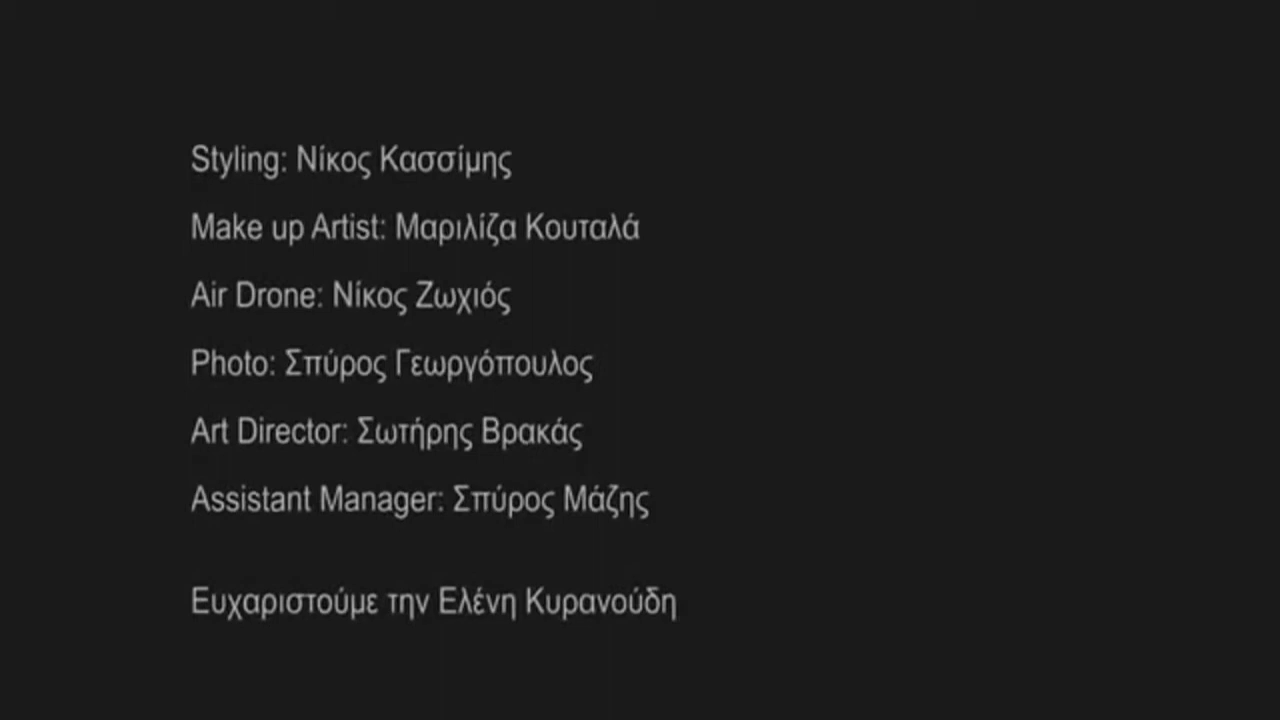 Styling: Νίκος Κασσίμης
Make up Artist: Μαριλίζα Κουταλά
Air Drone: Νίκος Ζωχιός
Photo: Σπύρος Γεωργόπουλος
Art Director: Σωτήρης Βρακάς
Assistant Manager: Σπύρος Μάζης
Ευχαριστούμε την Ελένη Κυρανούδη